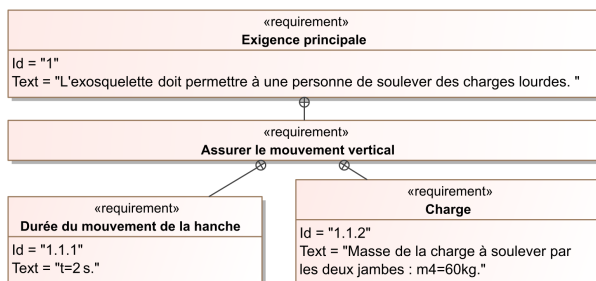 «requirement»
Exigence principale
Id = "1"
Text = "L'exosquelette doit permettre à une personne de soulever des charges lourdes. "
«requirement»
Assurer le mouvement vertical
«requirement»
Durée du mouvement de la hanche
Id = "1.1.1"
Text = "t=2 s."
«requirement»
Charge
Id = "1.1.2"
Text = "Masse de la charge à soulever par
les deux jambes : m4=60kg."